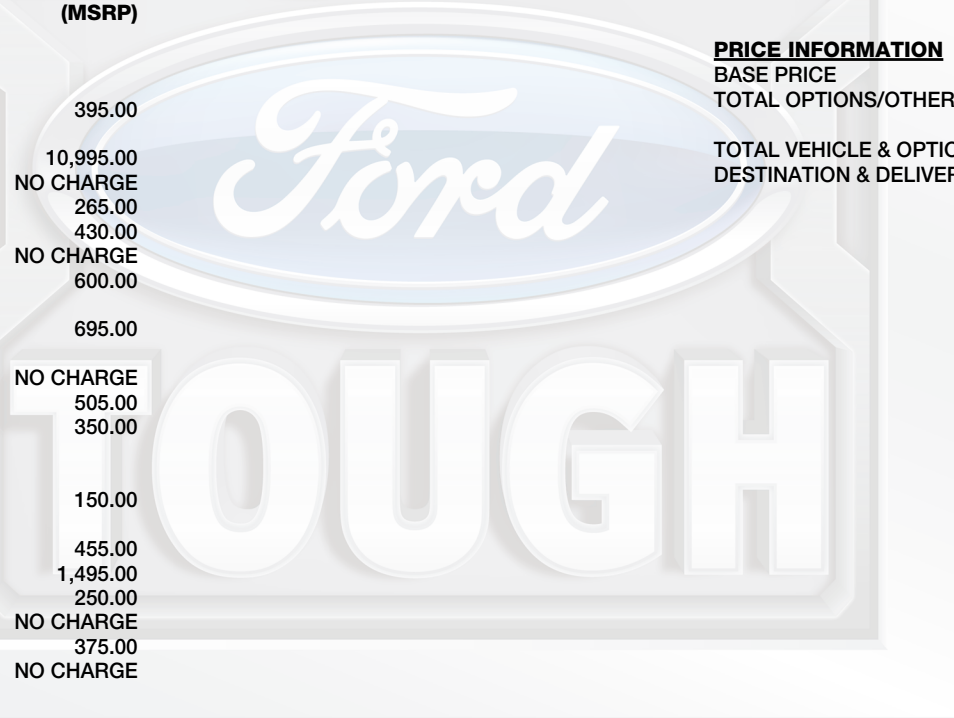 (MSRP)
395.00
10,995.00
NO CHARGE
265.00
430.00
NO CHARGE
600.00
695.00
NO CHARGE
505.00
350.00
150.00
455.00
1,495.00
250.00
NO CHARGE
375.00
NO CHARGE
PRICE INFORMATION
BASE PRICE
TOTAL OPTIONS/OTHER
TOTAL VEHICLE & OPTIO
DESTINATION & DELIVER
Ford
TOUGH